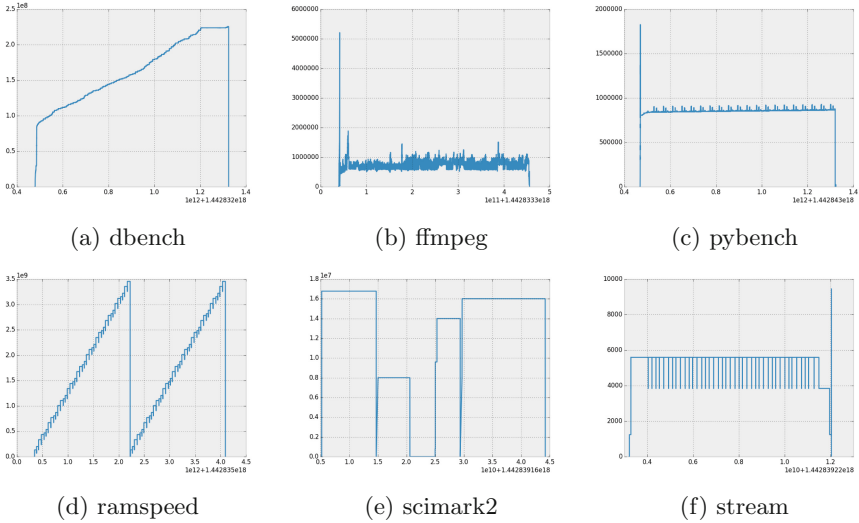 1e8
2.5
2.0
1.5
1.0
0.5
0.0
0.4 0.6 0.8 1.0 1.2 1.4
1e12+1.442832e18
(a) dbench
6000000
5000000
4000000
3000000
2000000
1000000
0
0 1 2 3 4 5
1e11+1.4428333e18
(b) ffmpeg
2000000
1500000
1000000
500000
0
0.4 0.6 0.8 1.0 1.2 1.4
1e12+1.442843e18
(c) pybench
1e9
3.5
3.0
2.5
2.0
1.5
1.0
0.5
0.0
0.0 0.5 1.0 1.5 2.0 2.5 3.0 3.5 4.0 4.5
1e12+1.442835e18
(d) ramspeed
1e7
1.8
1.6
1.4
1.2
1.0
0.8
0.6
0.4
0.2
0.0
0.5 1.0 1.5 2.0 2.5 3.0 3.5 4.0 4.5
1e10+1.44283916e18
(e) scimark2
10000
8000
6000
4000
2000
0
0.4 0.6 0.8 1.0 1.2
1e10+1.44283922e18
(f) stream